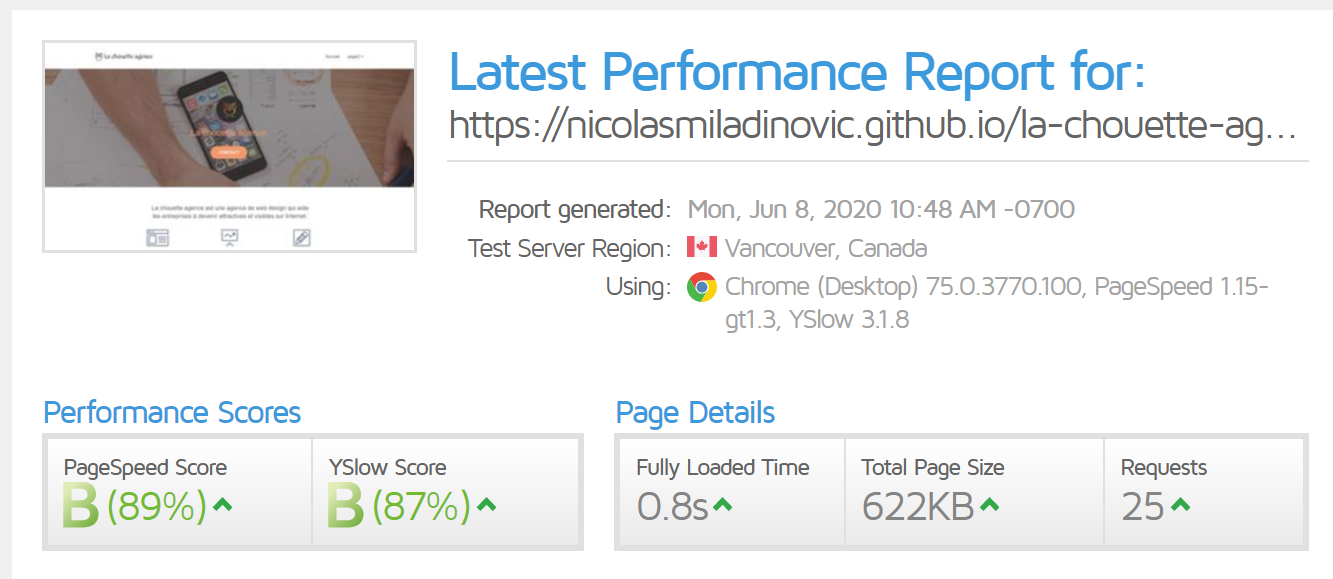 La chouette agence
Latest Performance Report for:
https://nicolasmiladinovic.github.io/la-chouette-ag...
La chouette agence
CONTACT
La chouette agence est une agence de web design qui aide
les entreprises à devenir attractives et visibles sur Internet.
Report generated: Mon, Jun 8, 2020 10:48 AM -0700
Test Server Region: Vancouver, Canada
Using: Chrome (Desktop) 75.0.3770.100, PageSpeed 1.15-
gt1.3, YSlow 3.1.8
Performance Scores
PageSpeed Score
B (89%)
YSlow Score
B (87%)
Page Details
Fully Loaded Time
0.8s
Total Page Size
622KB
Requests
25